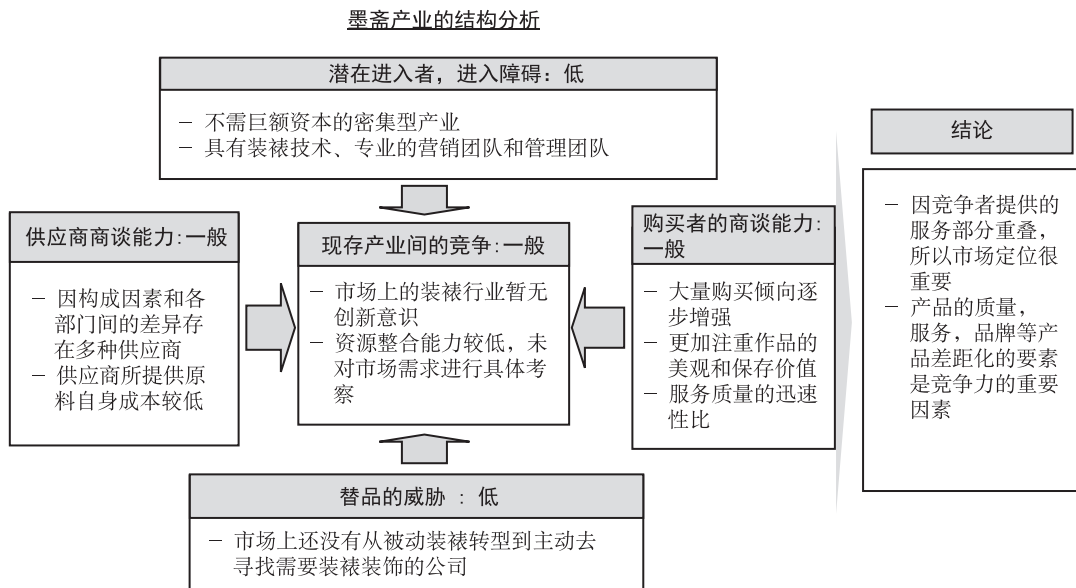 墨斋产业的结构分析
潜在进入者，进入障碍：低
－ 不需巨额资本的密集型产业
－ 具有装裱技术、专业的营销团队和管理团队
供应商商谈能力：一般
－ 因构成因素和各
部门间的差异存
在多种供应商
－ 供应商所提供原
料自身成本较低
现存产业间的竞争：一般
－ 市场上的装裱行业暂无
创新意识
－ 资源整合能力较低，未
对市场需求进行具体考
察
购买者的商谈能力：
一般
－ 大量购买倾向逐
步增强
－ 更加注重作品的
美观和保存价值
－ 服务质量的迅速
性比
替品的威胁 ： 低
－ 市场上还没有从被动装裱转型到主动去
寻找需要装裱装饰的公司
结论
－ 因竞争者提供的
服务部分重叠，
所以市场定位很
重要
－ 产品的质量，
服务，品牌等产
品差距化的要素
是竞争力的重要
因素